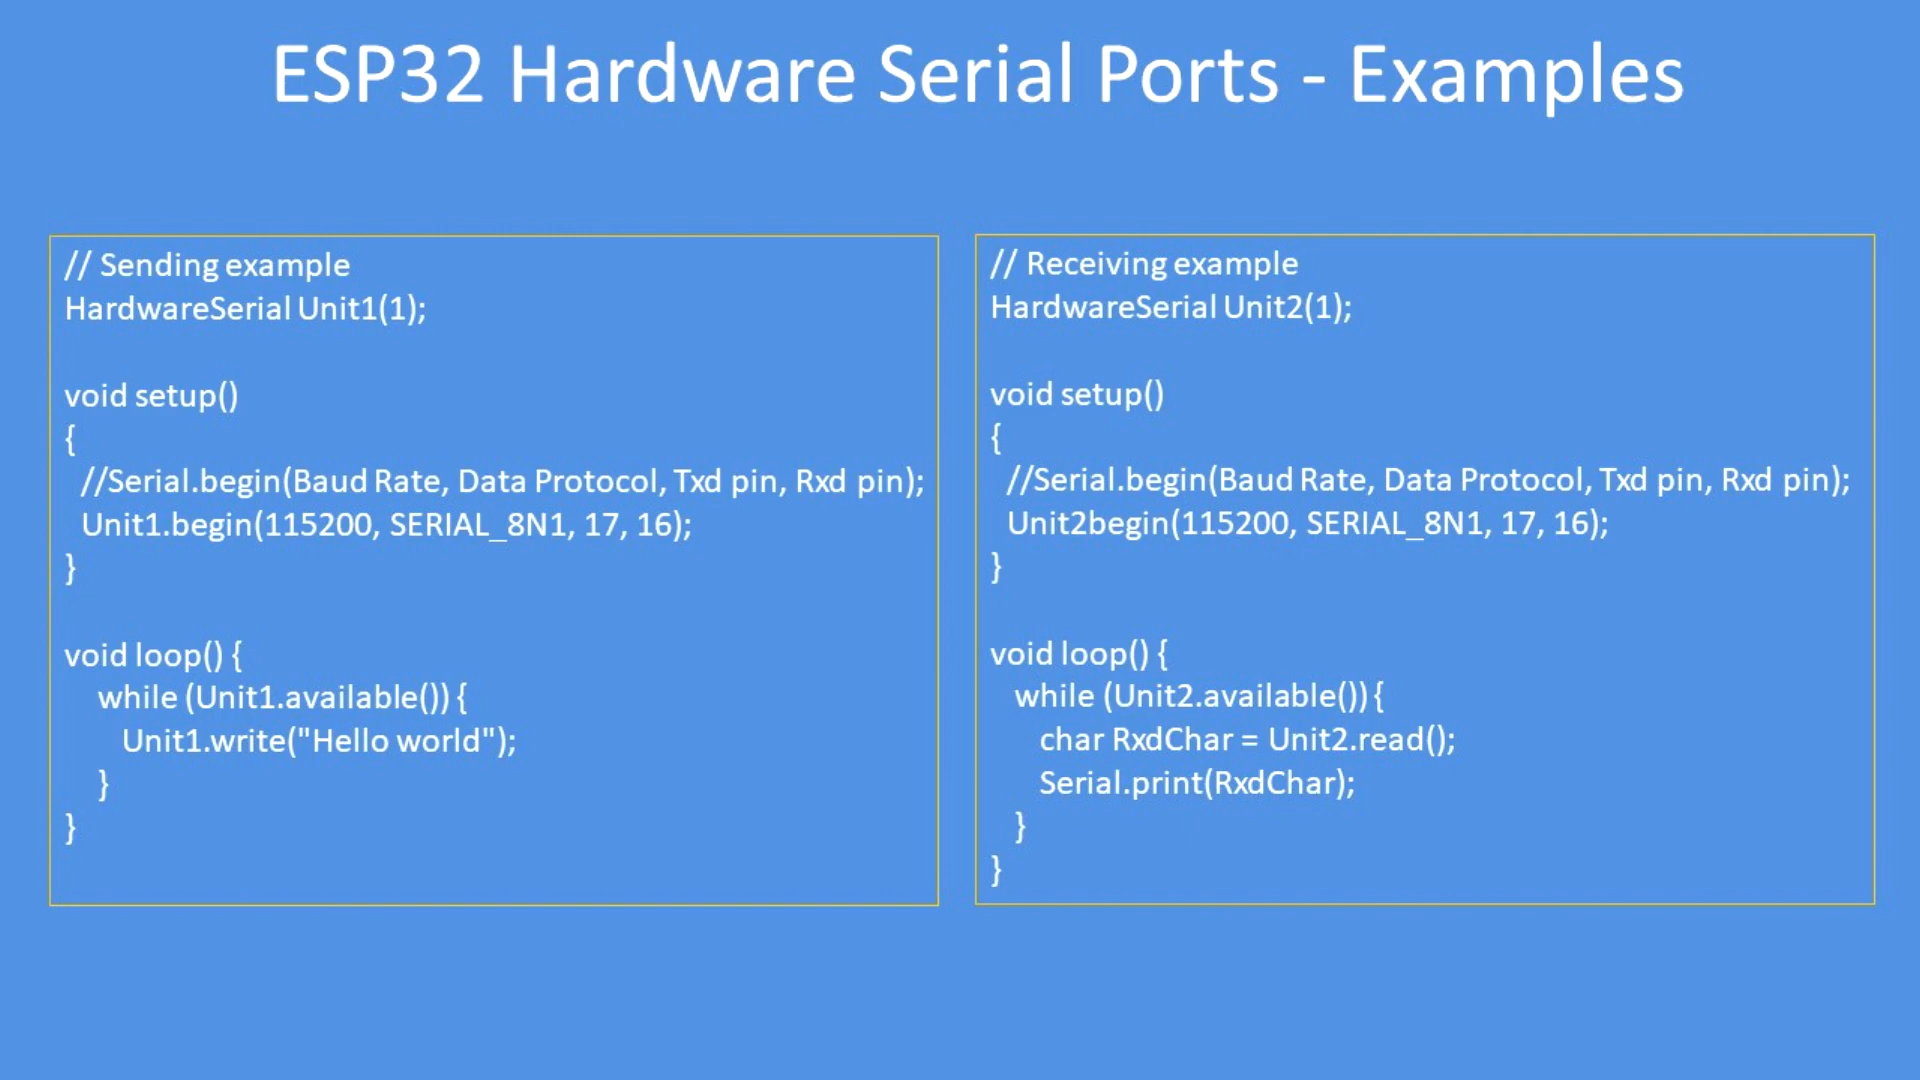 ESP32 Hardware Serial Ports - Examples
// Sending example
HardwareSerial Unit1(1);
void setup()
{
//Serial.begin(Baud Rate, Data Protocol, Txd pin, Rxd pin);
Unit1.begin(115200, SERIAL_8N1, 17, 16);
}
void loop() {
while (Unit1.available()) {
Unit1.write("Hello world");
}
}
// Receiving example
HardwareSerial Unit2(1);
void setup()
{
//Serial.begin(Baud Rate, Data Protocol, Txd pin, Rxd pin);
Unit2begin(115200, SERIAL_8N1, 17, 16);
}
void loop() {
while (Unit2.available()) {
char RxdChar = Unit2.read();
Serial.print(RxdChar);
}
}